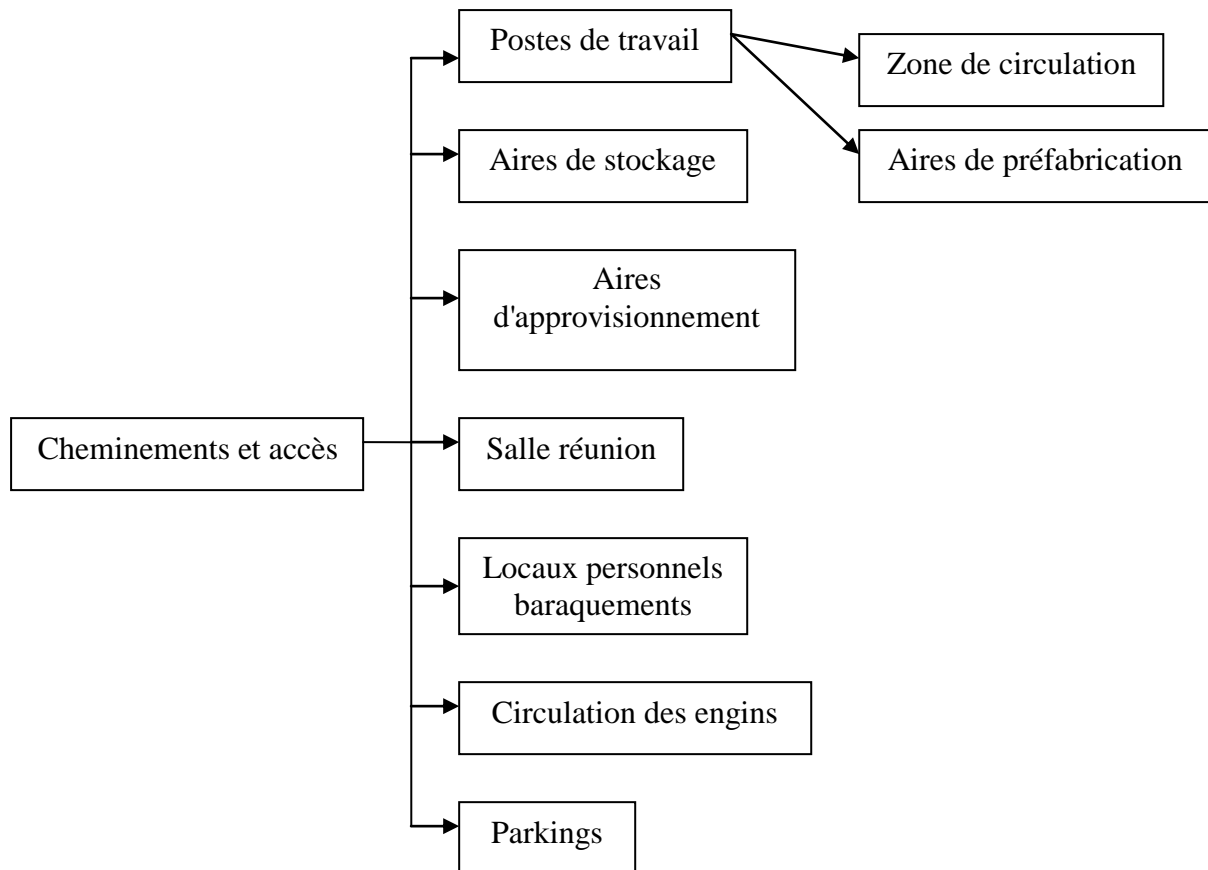 Postes de travail
Zone de circulation
Aires de stockage
Aires de préfabrication
Aires
d'approvisionnement
Cheminements et accès
Salle réunion
Locaux personnels
baraquements
Circulation des engins
Parkings